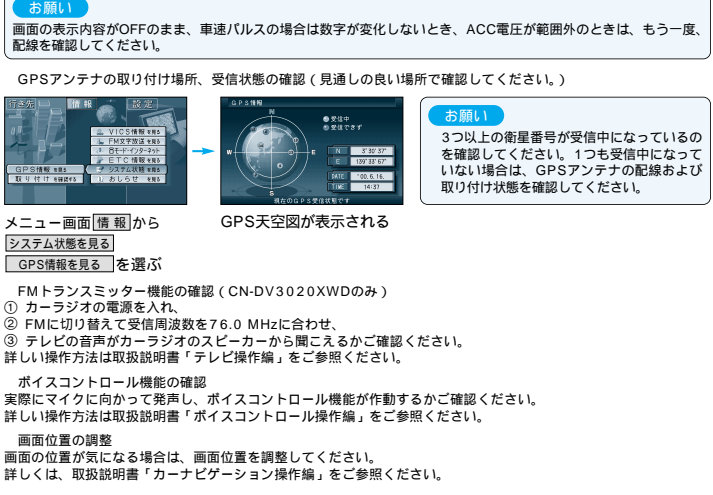 お願い
画面の表示内容がOFFのまま、車速パルスの場合は数字が変化しないとき、ACC電圧が範囲外のときは、もう一度、
配線を確認してください。
GPSアンテナの取り付け場所、受信状態の確認（見通しの良い場所で確認してください。）
行き先
情 報
設 定
VICS情報 を見る
FM文字放送 を見る
Bモード・インターネット
ETC情報 を見る
GPS情報 を見る
システム状態 を見る
取り付け を確認する
おしらせ を見る
GPS情報
受信中
受信できず
W
E
S
N 3°30'37"
E 139°33'67"
DATE '00. 6. 16.
TIME 14:37
現在のGPS受信状態です
お願い
3つ以上の衛星番号が受信中になっているの
を確認してください。1つも受信中になって
いない場合は、GPSアンテナの配線および
取り付け状態を確認してください。
メニュー画面 情 報 から
システム状態を見る
GPS情報を見る を選ぶ
GPS天空図が表示される
FMトランスミッター機能の確認（CN-DV3020XWDのみ）
① カーラジオの電源を入れ、
② FMに切り替えて受信周波数を76.0 MHzに合わせ、
③ テレビの音声がカーラジオのスピーカーから聞こえるかご確認ください。
詳しい操作方法は取扱説明書「テレビ操作編」をご参照ください。
ボイスコントロール機能の確認
実際にマイクに向かって発声し、ボイスコントロール機能が作動するかご確認ください。
詳しい操作方法は取扱説明書「ボイスコントロール操作編」をご参照ください。
画面位置の調整
画面の位置が気になる場合は、画面位置を調整してください。
詳しくは、取扱説明書「カーナビゲーション操作編」をご参照ください。